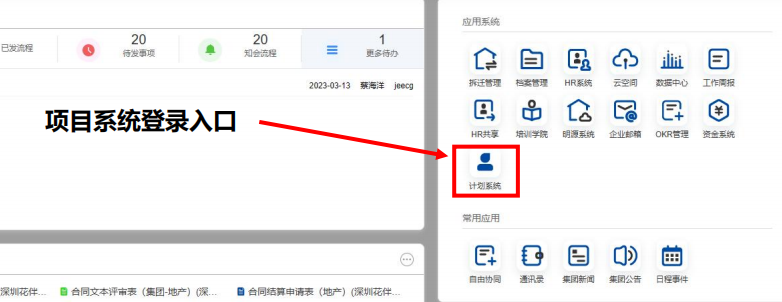 已发流程
20
待发事项
20
知会流程
1
更多待办
2023-03-13 蔡海洋 jeecg
项目系统登录入口
深圳花伴... 合同文本评审表（集团-地产）(深... 合同结算申请表（地产）(深圳花伴...
应用系统
拆迁管理 档案管理 HR系统 云空间 数据中心 工作周报
HR共享 培训学院 明源系统 企业邮箱 OKR管理 资金系统
计划系统
常用应用
自由协同 通讯录 集团新闻 集团公告 日程事件